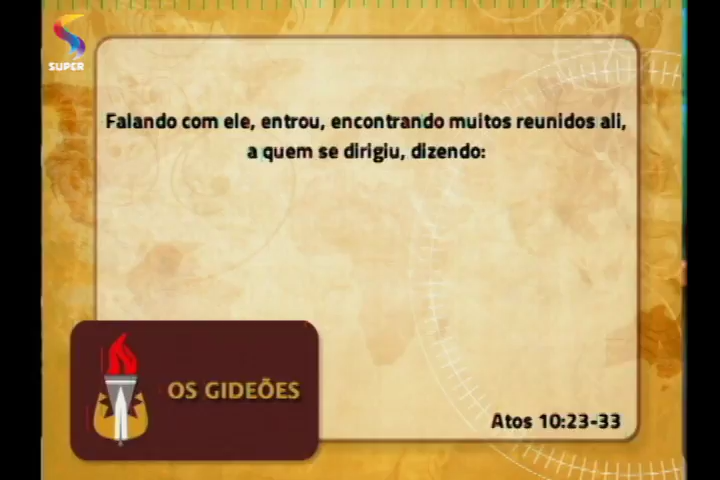 SUPER
Falando com ele, entrou, encontrando muitos reunidos ali,
a quem se dirigiu, dizendo:
OS GIDEÕES
Atos 10:23-33